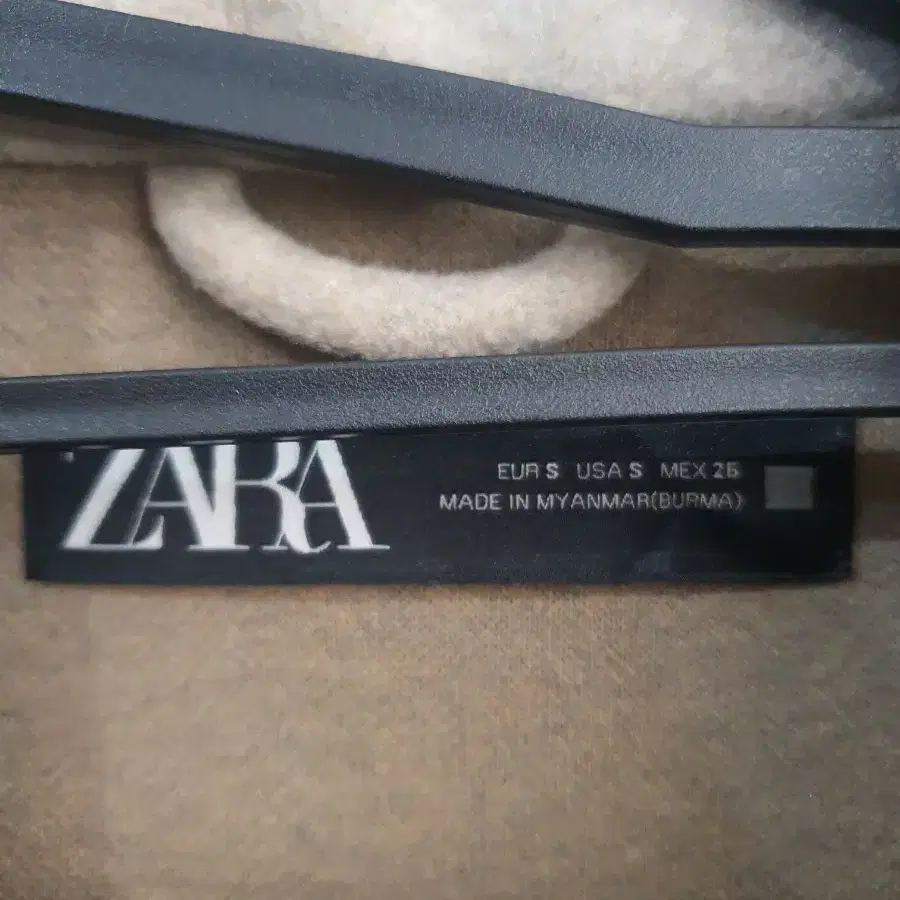 ZARA
EUR S USA S MEX 26
MADE IN MYANMAR(BURMA)